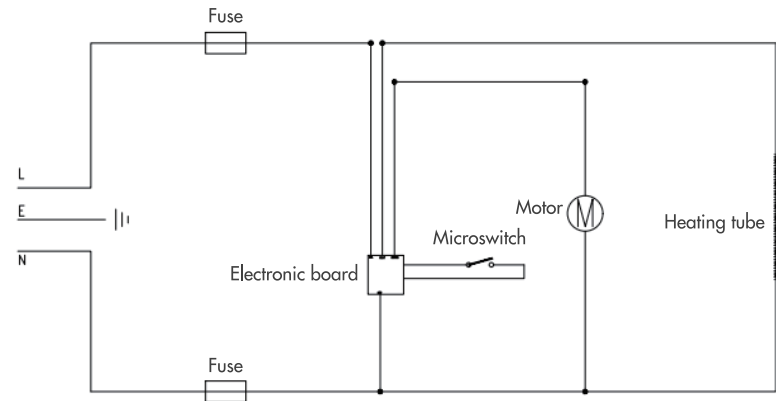 Fuse
L
E
N
Motor
M
Heating tube
Microswitch
Electronic board
Fuse